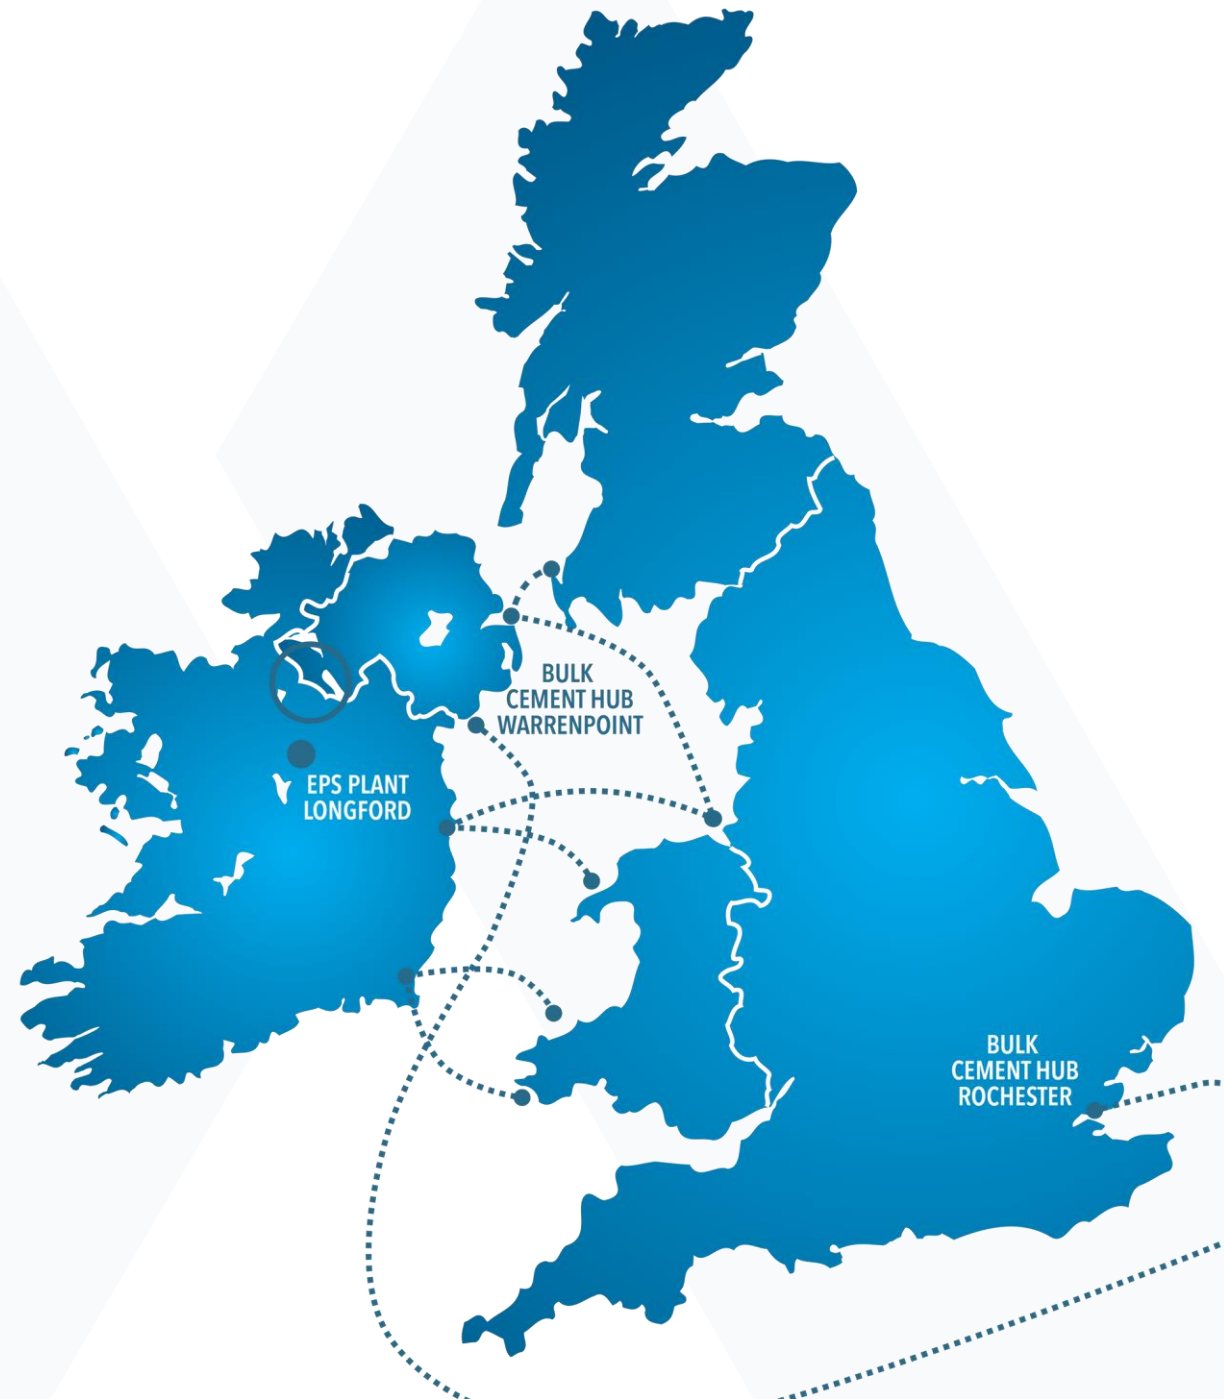 BULK
CEMENT HUB
WARRENPOINT
EPS PLANT
LONGFORD
BULK
CEMENT HUB
ROCHESTER